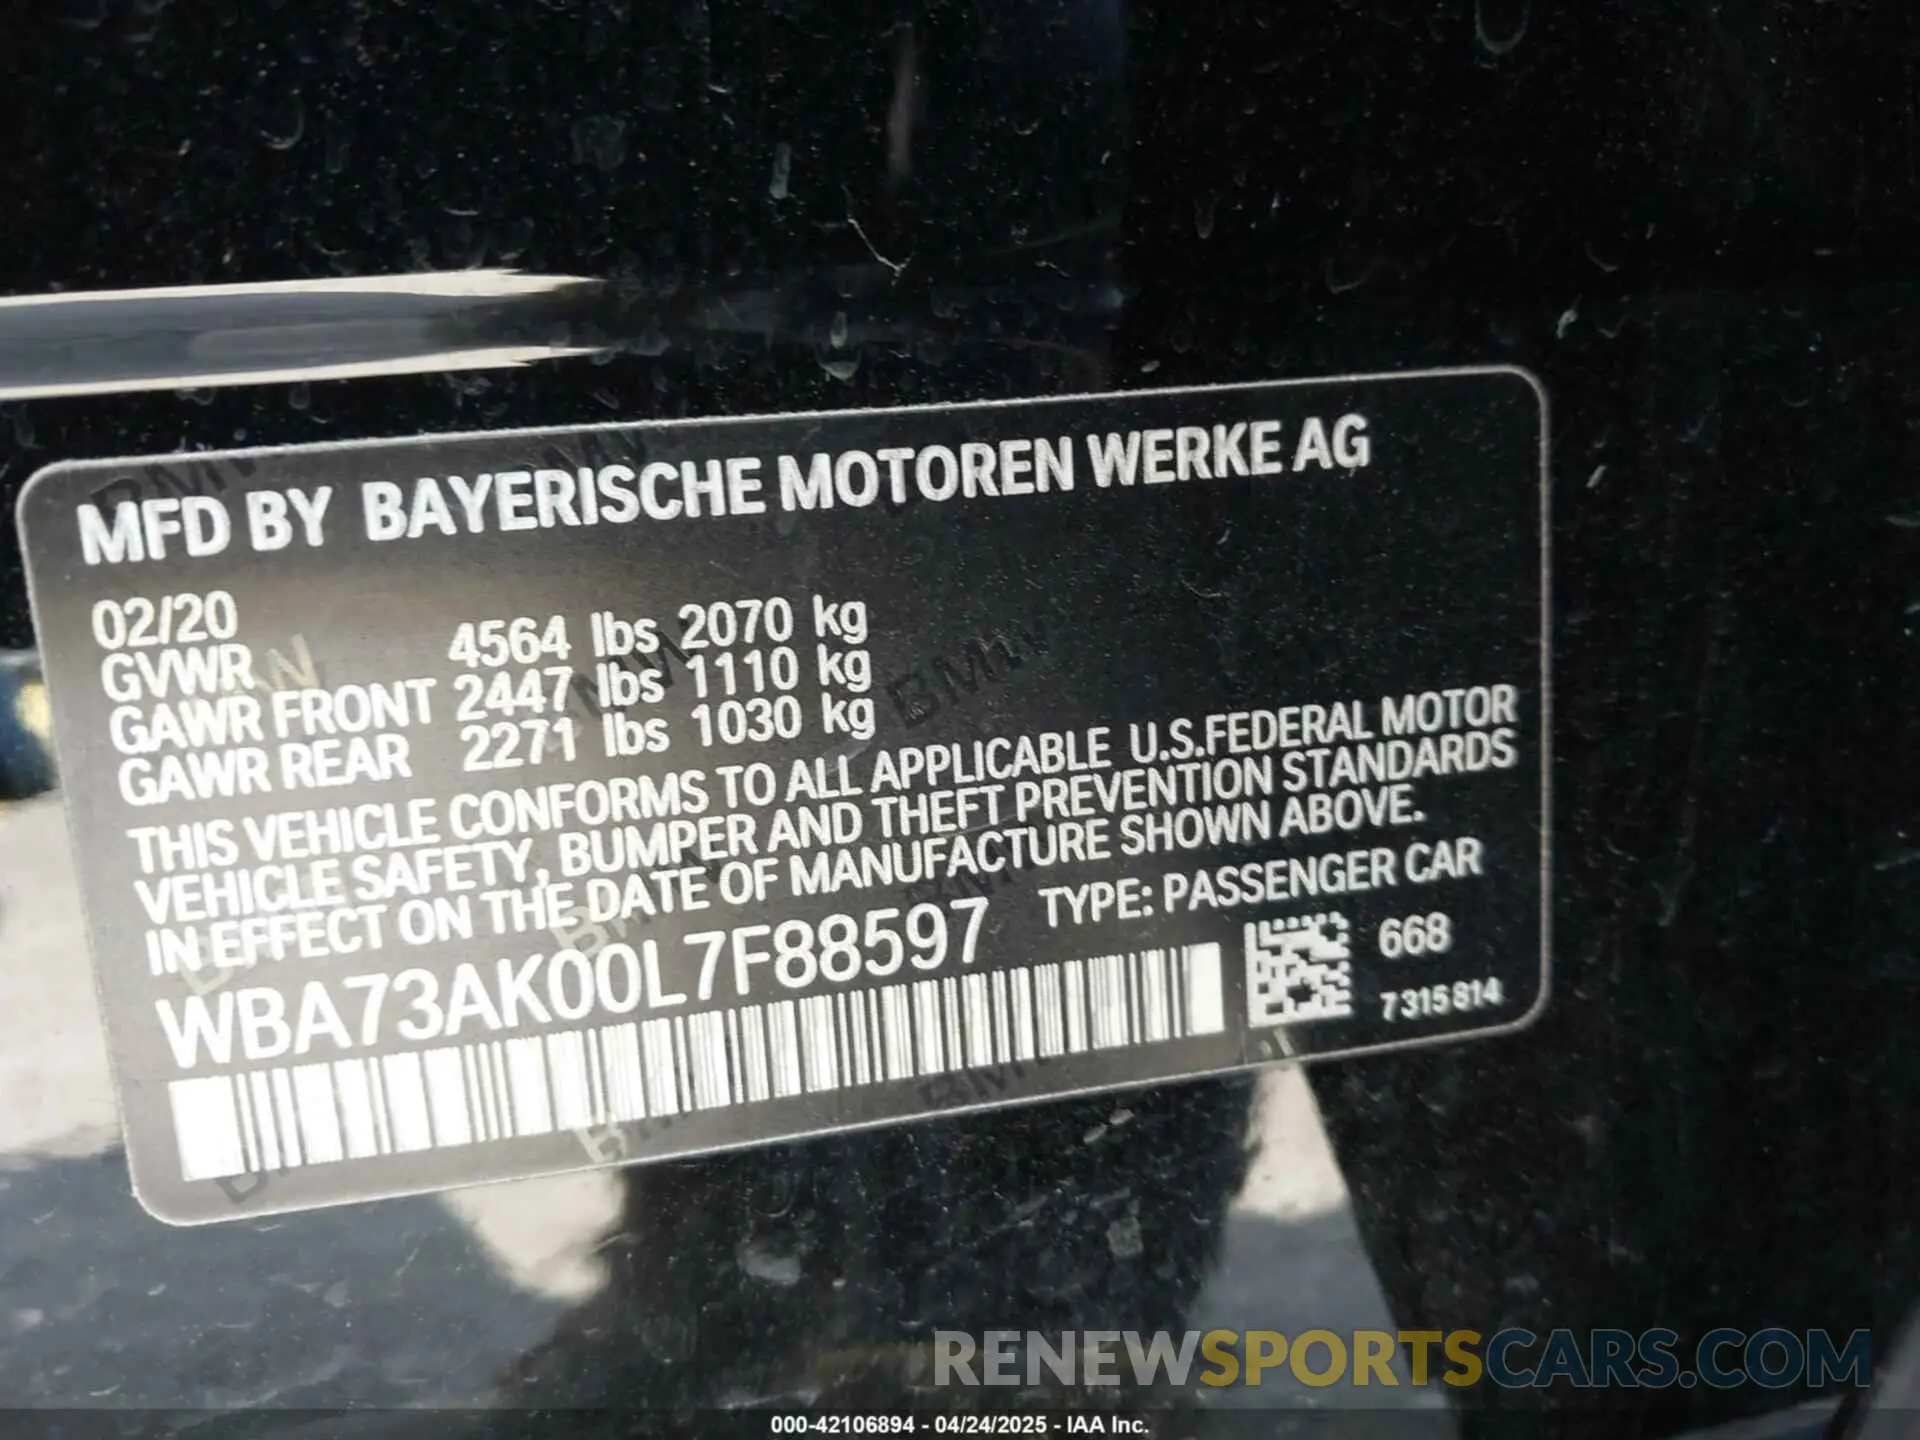 MFD BY BAYERISCHE MOTOREN WERKE AG
02/20
GVWR 4564 lbs 2070 kg
GAWR FRONT 2447 lbs 1110 kg
GAWR REAR 2271 lbs 1030 kg
THIS VEHICLE CONFORMS TO ALL APPLICABLE U.S.FEDERAL MOTOR
VEHICLE SAFETY, BUMPER AND THEFT PREVENTION STANDARDS
IN EFFECT ON THE DATE OF MANUFACTURE SHOWN ABOVE.
WBA73AK00L7F88597 TYPE: PASSENGER CAR
668
7315814
RENEWSPORTSCARS.COM
000-42106894 - 04/24/2025 - IAA Inc.